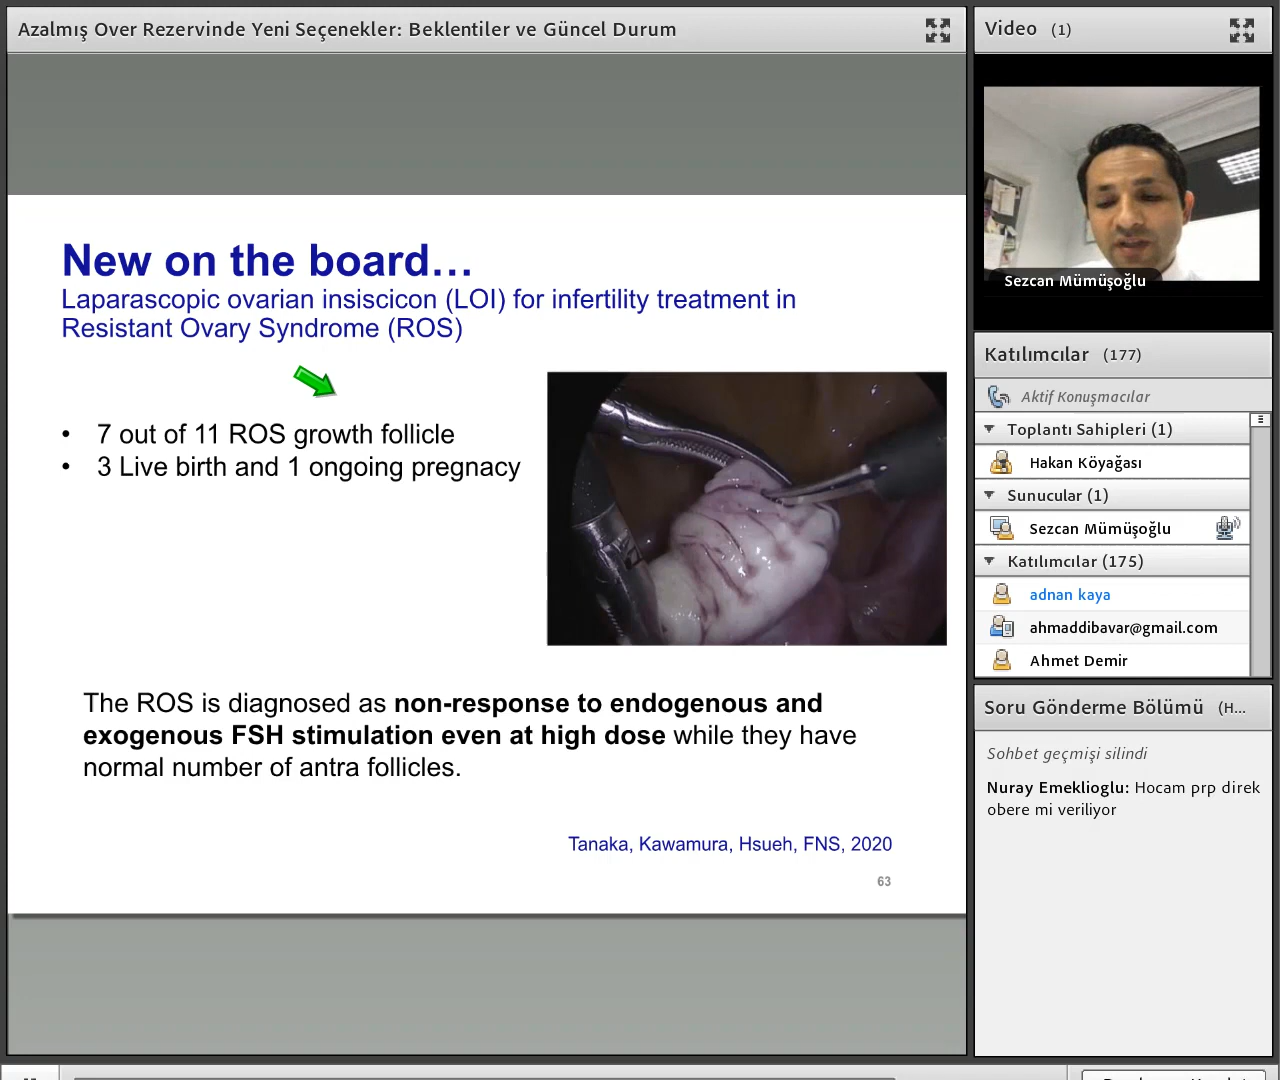 Azalmış Over Rezervinde Yeni Seçenekler: Beklentiler ve Güncel Durum
New on the board…
Laparascopic ovarian insiscicon (LOI) for infertility treatment in
Resistant Ovary Syndrome (ROS)
• 7 out of 11 ROS growth follicle
• 3 Live birth and 1 ongoing pregnacy
The ROS is diagnosed as non-response to endogenous and
exogenous FSH stimulation even at high dose while they have
normal number of antra follicles.
Tanaka, Kawamura, Hsueh, FNS, 2020
63
Video (1)
Sezcan Mümüşoğlu
Katılımcılar (177)
Aktif Konuşmacılar
Toplantı Sahipleri (1)
Hakan Köyağası
Sunucular (1)
Sezcan Mümüşoğlu
Katılımcılar (175)
adnan kaya
ahmaddibavar@gmail.com
Ahmet Demir
Soru Gönderme Bölümü (H...
Sohbet geçmişi silindi
Nuray Emeklioglu: Hocam prp direk
obere mi veriliyor